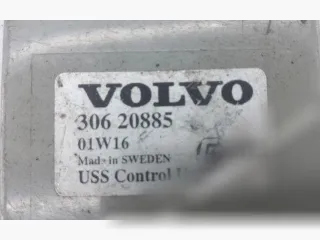 VOLVO
306 20885
01W16
Made in SWEDEN
USS Control